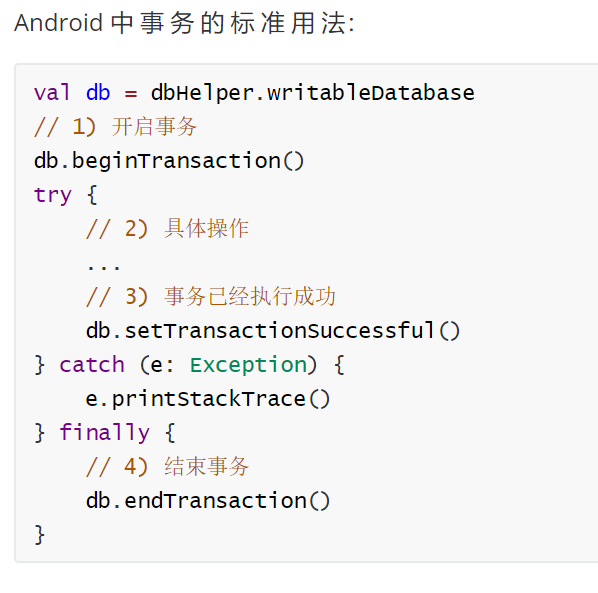 Android 中事务的标准用法:
val db = dbHelper.writableDatabase
// 1) 开启事务
db.beginTransaction()
try {
    // 2) 具体操作
    ...
    // 3) 事务已经执行成功
    db.setTransactionSuccessful()
} catch (e: Exception) {
    e.printStackTrace()
} finally {
    // 4) 结束事务
    db.endTransaction()
}